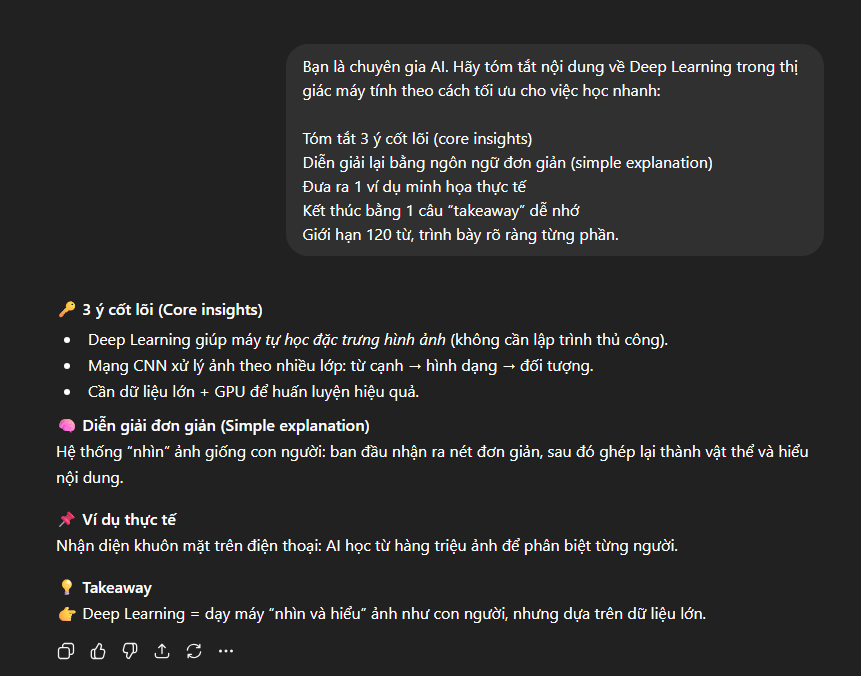 Bạn là chuyên gia AI. Hãy tóm tắt nội dung về Deep Learning trong thị
giác máy tính theo cách tối ưu cho việc học nhanh:
Tóm tắt 3 ý cốt lõi (core insights)
Diễn giải lại bằng ngôn ngữ đơn giản (simple explanation)
Đưa ra 1 ví dụ minh họa thực tế
Kết thúc bằng 1 câu “takeaway” dễ nhớ
Giới hạn 120 từ, trình bày rõ ràng từng phần.
🔑 3 ý cốt lõi (Core insights)
• Deep Learning giúp máy tự học đặc trưng hình ảnh (không cần lập trình thủ công).
• Mạng CNN xử lý ảnh theo nhiều lớp: từ cạnh → hình dạng → đối tượng.
• Cần dữ liệu lớn + GPU để huấn luyện hiệu quả.
🧠 Diễn giải đơn giản (Simple explanation)
Hệ thống “nhìn” ảnh giống con người: ban đầu nhận ra nét đơn giản, sau đó ghép lại thành vật thể và hiểu
nội dung.
📌 Ví dụ thực tế
Nhận diện khuôn mặt trên điện thoại: AI học từ hàng triệu ảnh để phân biệt từng người.
💡 Takeaway
👉 Deep Learning = dạy máy “nhìn và hiểu” ảnh như con người, nhưng dựa trên dữ liệu lớn.